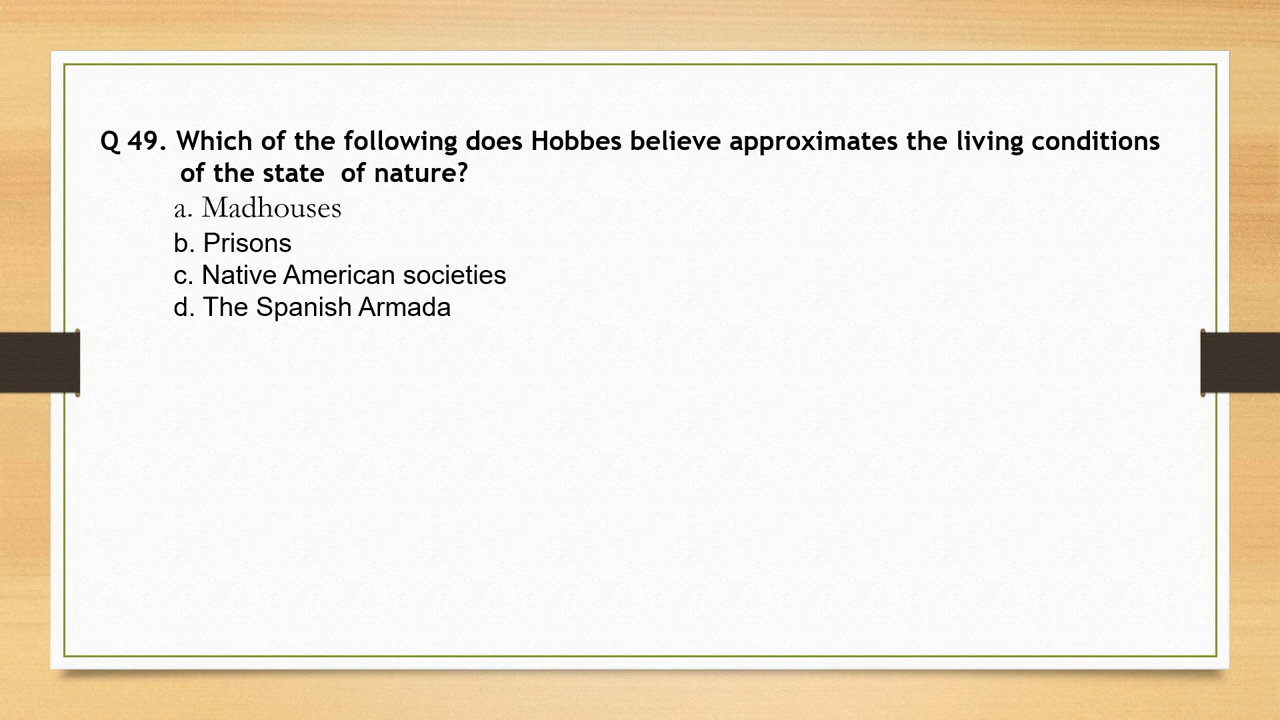 Q 49. Which of the following does Hobbes believe approximates the living conditions
of the state  of nature?
a. Madhouses
b. Prisons
c. Native American societies
d. The Spanish Armada